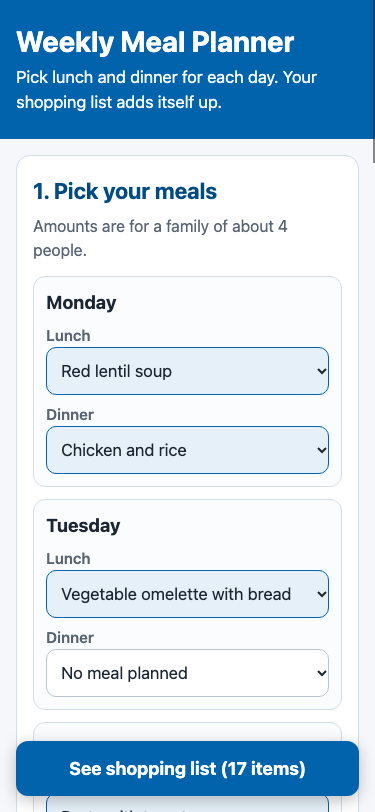 Weekly Meal Planner
Pick lunch and dinner for each day. Your
shopping list adds itself up.
1. Pick your meals
Amounts are for a family of about 4
people.
Monday
Lunch
Red lentil soup
Dinner
Chicken and rice
Tuesday
Lunch
Vegetable omelette with bread
Dinner
No meal planned
See shopping list (17 items)